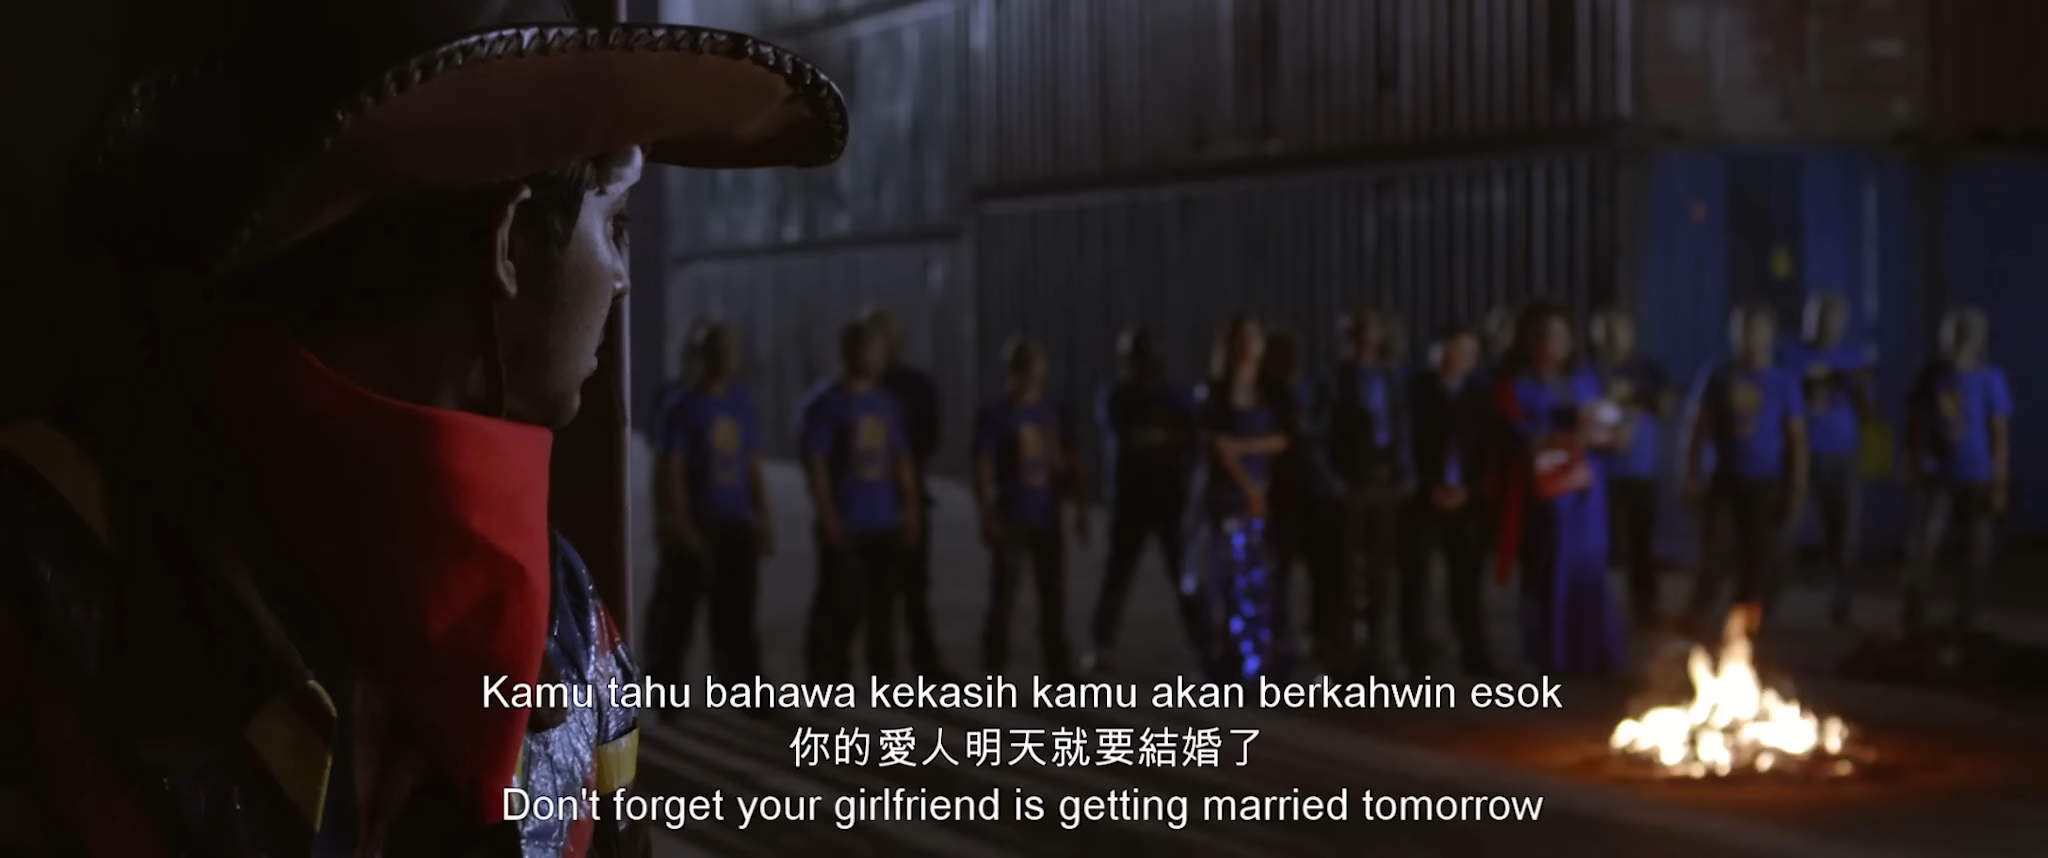 Kamu tahu bahawa kekasih kamu akan berkahwin esok
你的愛人明天就要結婚了
Don't forget your girlfriend is getting married tomorrow